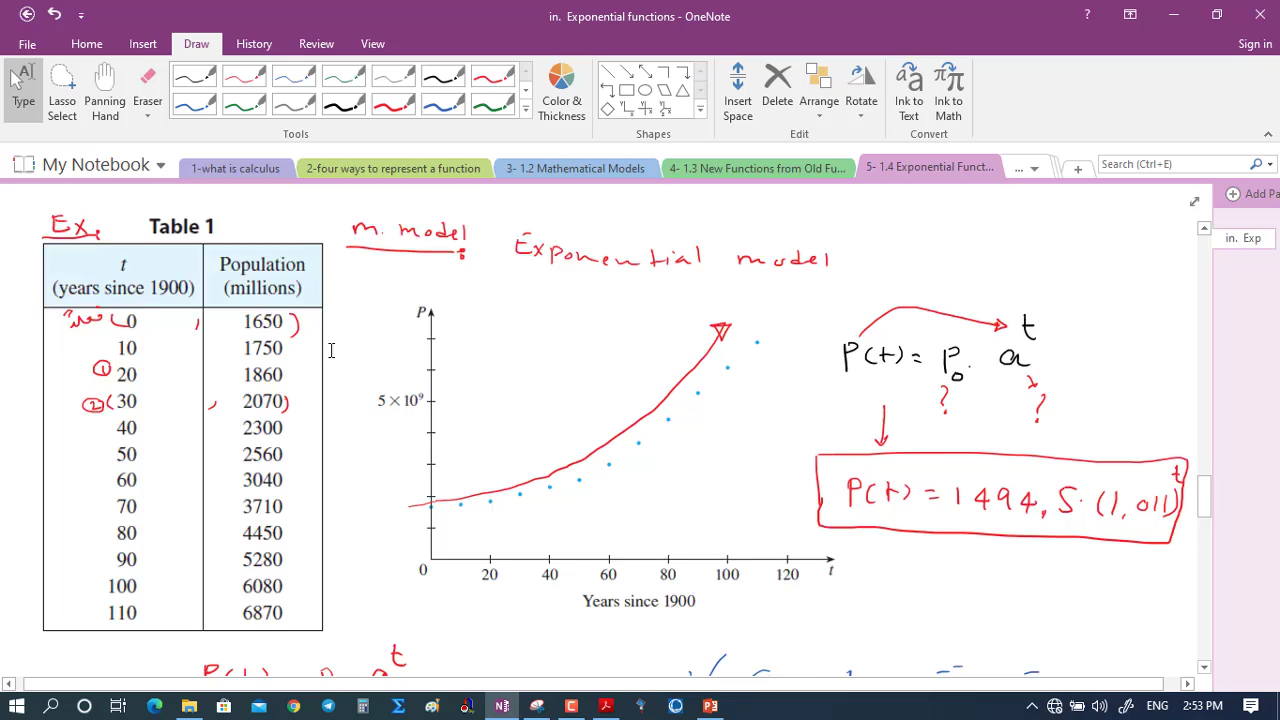 in. Exponential functions - OneNote
File Home Insert Draw History Review View
Sign in
Type
Lasso Select
Panning Hand
Eraser
Color & Thickness
Insert Space
Delete
Arrange
Rotate
Ink to Text
Ink to Math
Tools
Shapes
Edit
Convert
My Notebook
1-what is calculus
2-four ways to represent a function
3- 1.2 Mathematical Models
4- 1.3 New Functions from Old Fu...
5- 1.4 Exponential Funct...
...
Search (Ctrl+E)
Add Pa
in. Exp
Ex.
Table 1
m. model : Exponential model
t (years since 1900) Population (millions)
0 , 1650 )
10 1750
① 20 1860
② ( 30 , 2070 )
40 2300
50 2560
60 3040
70 3710
80 4450
90 5280
100 6080
110 6870
P
5 × 10⁹
0 20 40 60 80 100 120 t
Years since 1900
P(t) = P₀ . aᵗ
? ?
P(t) = 1494,5 · (1,011)ᵗ
2:53 PM